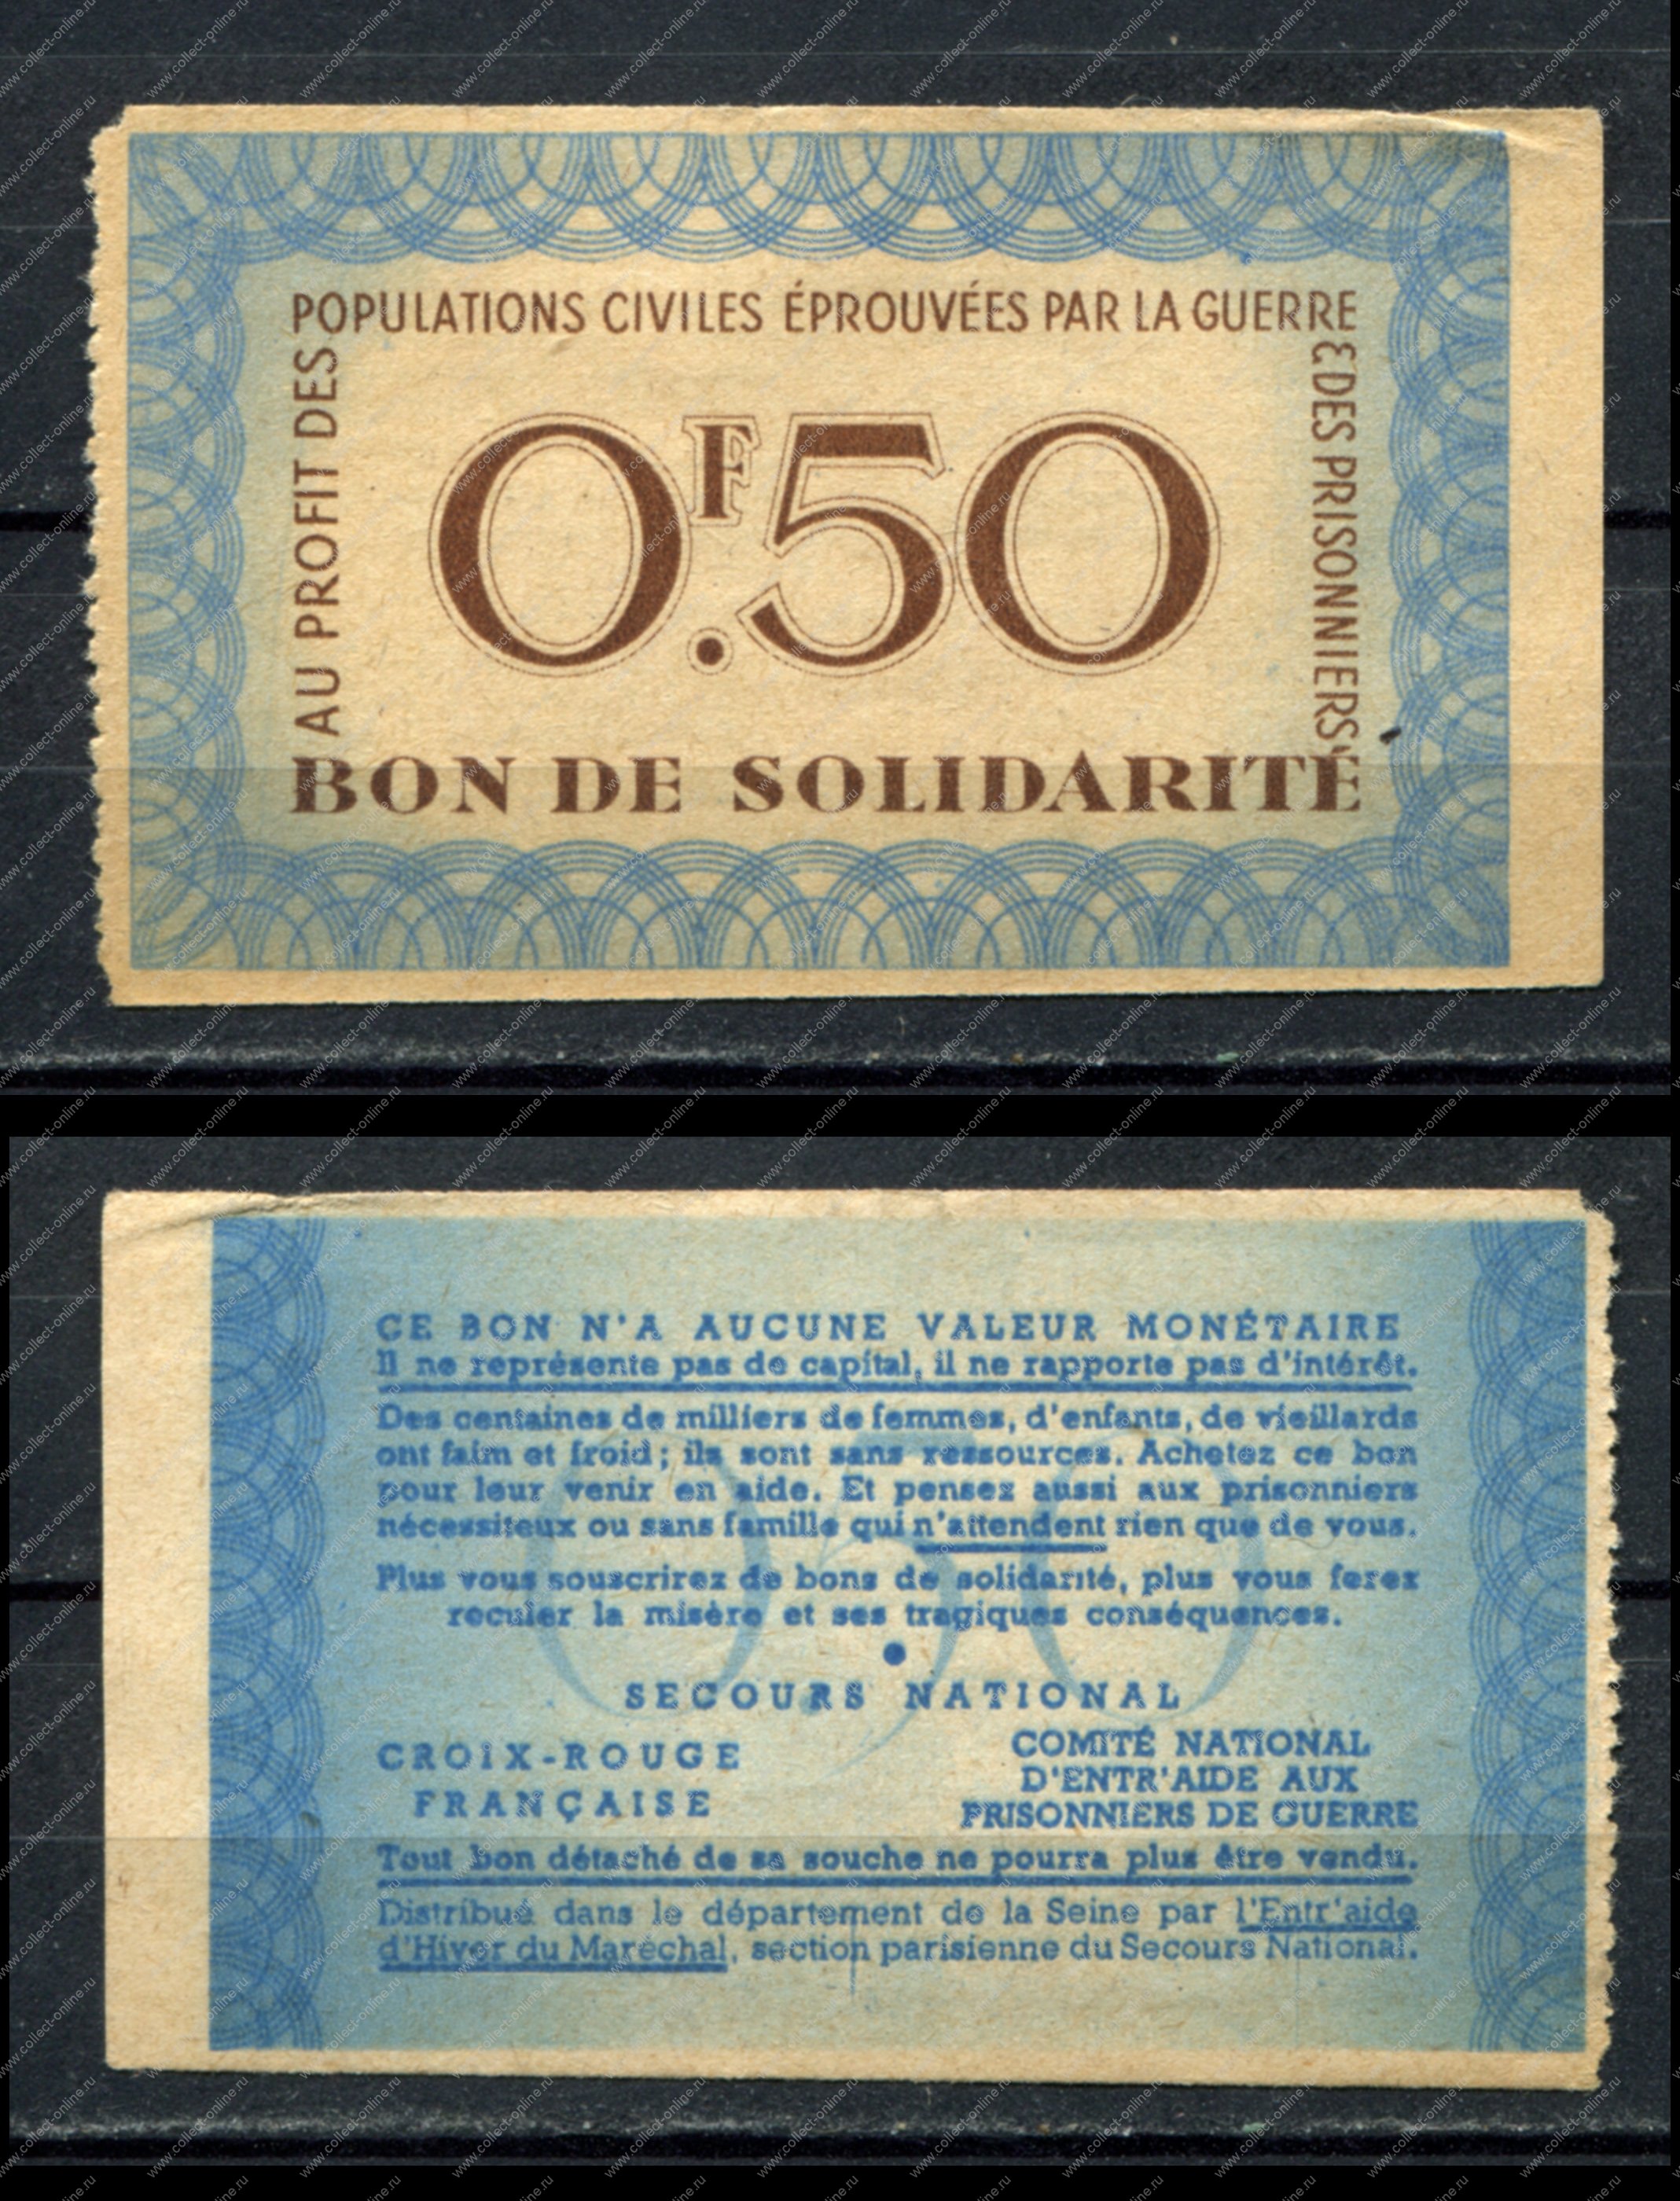 AU PROFIT DES
POPULATIONS CIVILES ÉPROUVÉES PAR LA GUERRE
& DES PRISONNIERS
0F.50
BON DE SOLIDARITÉ
CE BON N'A AUCUNE VALEUR MONÉTAIRE
Il ne représente pas de capital, il ne rapporte pas d'intérêt.
Des centaines de milliers de femmes, d'enfants, de vieillards
ont faim et froid ; ils sont sans ressources. Achetez ce bon
pour leur venir en aide. Et pensez aussi aux prisonniers
nécessiteux ou sans famille qui n'attendent rien que de vous.
Plus vous souscrirez de bons de solidarité, plus vous ferez
reculer la misère et ses tragiques conséquences.
SECOURS NATIONAL
CROIX-ROUGE
FRANÇAISE
COMITÉ NATIONAL
D'ENTR'AIDE AUX
PRISONNIERS DE GUERRE
Tout bon détaché de sa souche ne pourra plus être vendu.
Distribué dans le département de la Seine par l'Entr'aide
d'Hiver du Maréchal, section parisienne du Secours National.
www.collect-online.ru